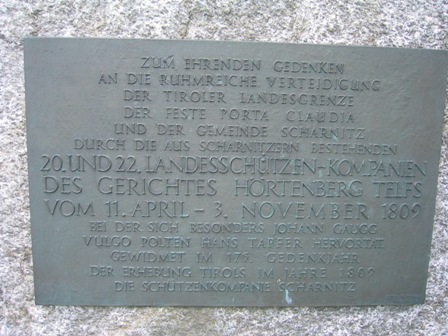 ZUM EHRENDEN GEDENKEN
AN DIE RUHMREICHE VERTEIDIGUNG
DER TIROLER LANDESGRENZE
DER FESTE PORTA CLAUDIA
UND DER GEMEINDE SCHARNITZ
DURCH DIE AUS SCHARNITZERN BESTEHENDEN
20. UND 22. LANDESSCHÜTZEN-KOMPANIEN
DES GERICHTES HÖRTENBERG TELFS
VOM 11. APRIL - 3. NOVEMBER 1809
BEI DER SICH BESONDERS JOHANN GAUGG
VULGO POLTEN HANS TAPFER HERVORTAT
GEWIDMET IM 175. GEDENKJAHR
DER ERHEBUNG TIROLS IM JAHRE 1809
DIE SCHÜTZENKOMPANIE SCHARNITZ